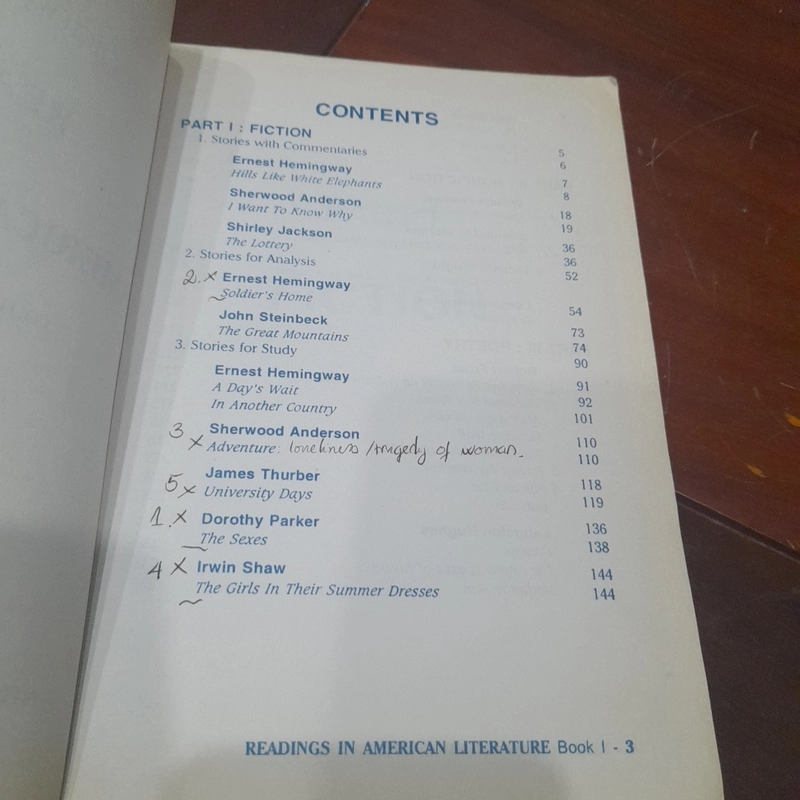 CONTENTS
PART I : FICTION
1. Stories with Commentaries 5
Ernest Hemingway 6
Hills Like White Elephants 7
Sherwood Anderson 8
I Want To Know Why 18
Shirley Jackson 19
The Lottery 36
2. Stories for Analysis 36
2. x Ernest Hemingway 52
Soldier's Home
John Steinbeck 54
The Great Mountains 73
3. Stories for Study 74
90
Ernest Hemingway 91
A Day's Wait 92
In Another Country 101
3 Sherwood Anderson 110
x Adventure: loneliness / tragedy of woman. 110
James Thurber 118
5 x University Days 119
1. x Dorothy Parker 136
The Sexes 138
4 x Irwin Shaw 144
The Girls In Their Summer Dresses 144
READINGS IN AMERICAN LITERATURE Book I - 3